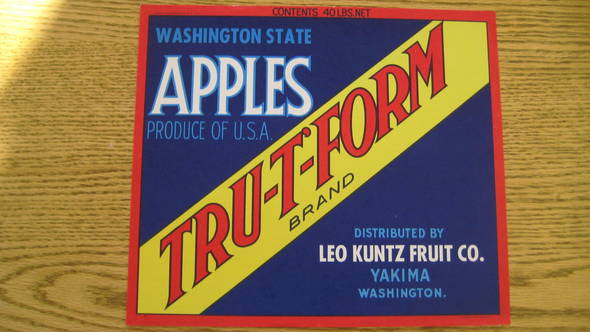 CONTENTS 40 LBS. NET
WASHINGTON STATE
APPLES
PRODUCE OF U.S.A.
TRU-T-FORM
BRAND
DISTRIBUTED BY
LEO KUNTZ FRUIT CO.
YAKIMA
WASHINGTON.